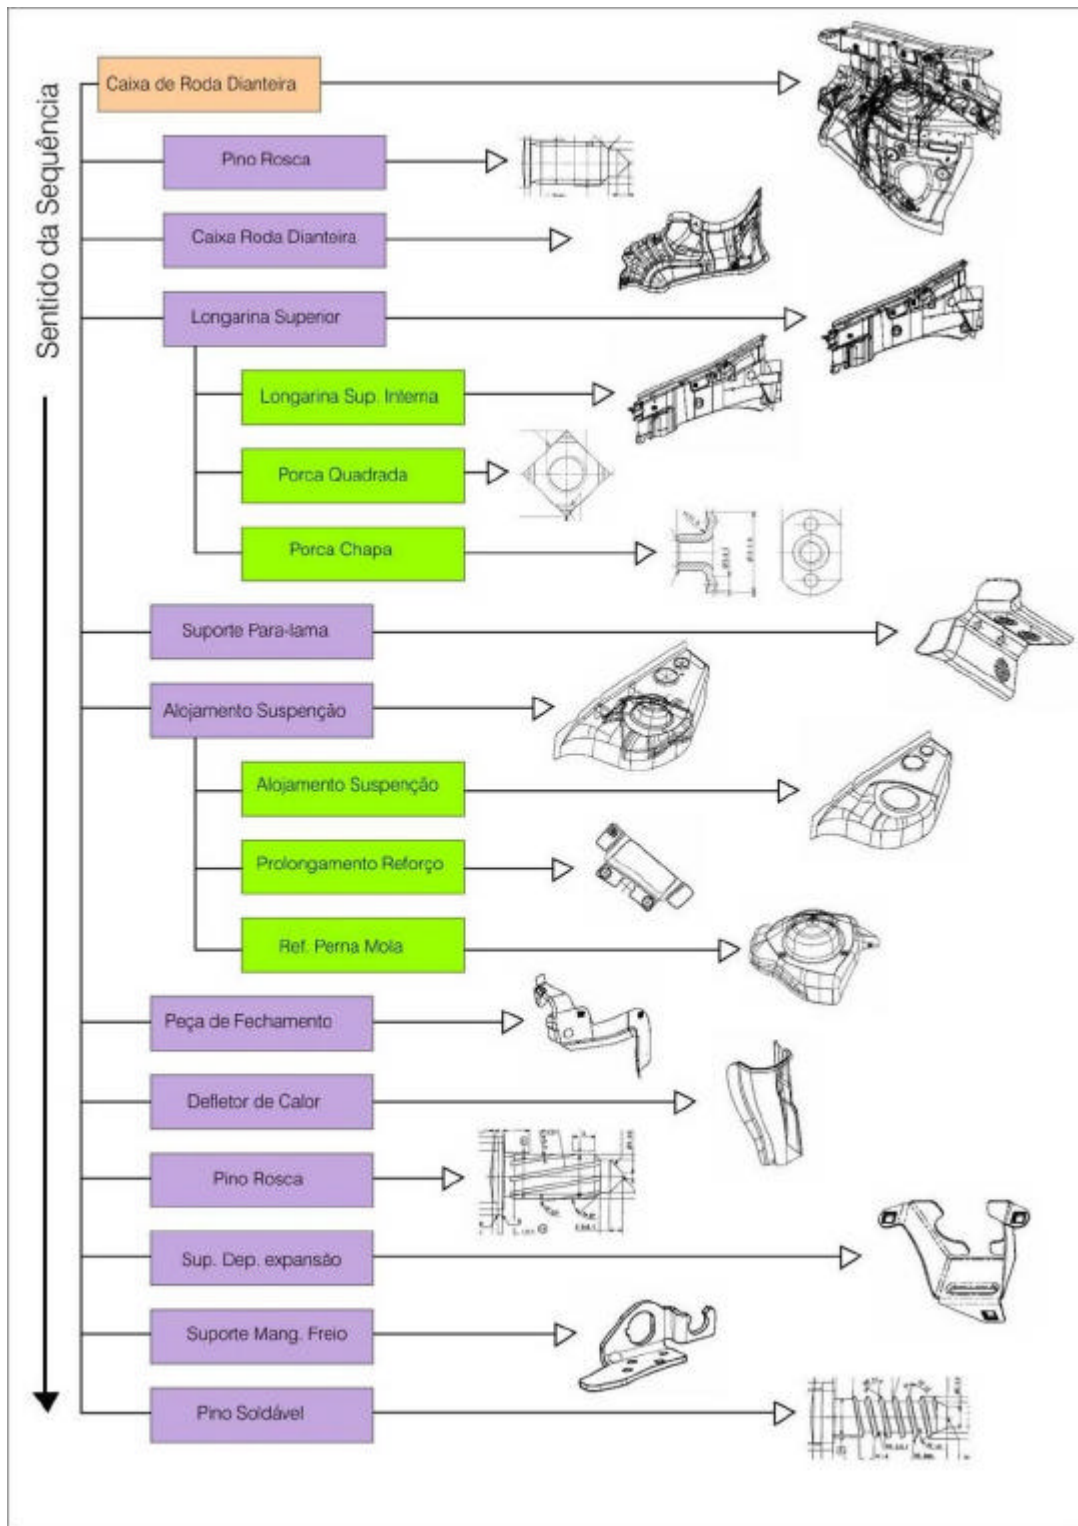 Sentido da Sequência
Caixa de Roda Dianteira
Pino Rosca
Caixa Roda Dianteira
Longarina Superior
Longarina Sup. Interna
Porca Quadrada
Porca Chapa
Suporte Para-lama
Alojamento Suspenção
Alojamento Suspenção
Prolongamento Reforço
Ref. Perna Mola
Peça de Fechamento
Defletor de Calor
Pino Rosca
Sup. Dep. expansão
Suporte Mang. Freio
Pino Soldável